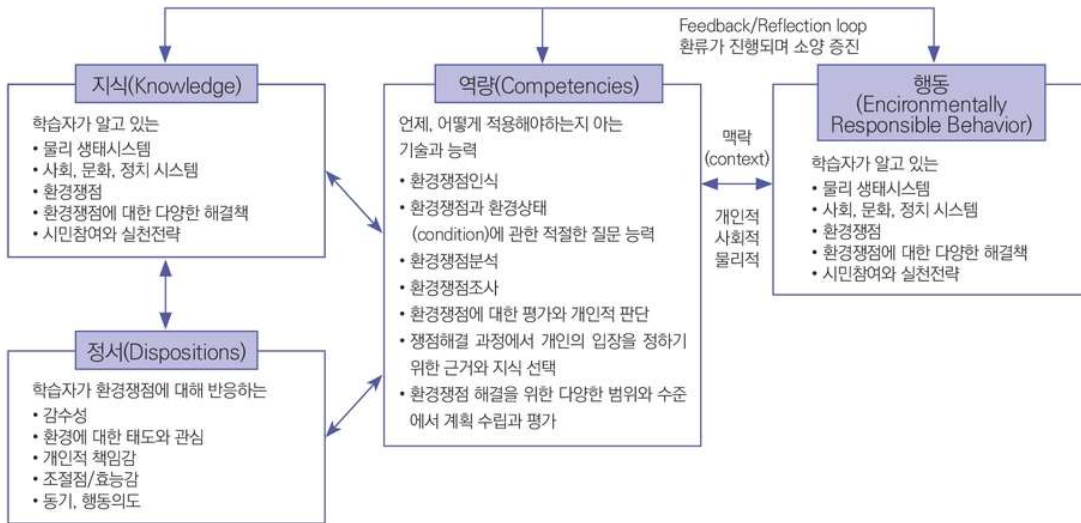 Feedback/Reflection loop
환류가 진행되며 소양 증진
지식(Knowledge)
학습자가 알고 있는
• 물리 생태시스템
• 사회, 문화, 정치 시스템
• 환경쟁점
• 환경쟁점에 대한 다양한 해결책
• 시민참여와 실천전략
정서(Dispositions)
학습자가 환경쟁점에 대해 반응하는
• 감수성
• 환경에 대한 태도와 관심
• 개인적 책임감
• 조절점/효능감
• 동기, 행동의도
역량(Competencies)
언제, 어떻게 적용해야하는지 아는
기술과 능력
• 환경쟁점인식
• 환경쟁점과 환경상태
(condition)에 관한 적절한 질문 능력
• 환경쟁점분석
• 환경쟁점조사
• 환경쟁점에 대한 평가와 개인적 판단
• 쟁점해결 과정에서 개인의 입장을 정하기
위한 근거와 지식 선택
• 환경쟁점 해결을 위한 다양한 범위와 수준
에서 계획 수립과 평가
맥락
(context)
개인적
사회적
물리적
행동
(Encironmentally
Responsible Behavior)
학습자가 알고 있는
• 물리 생태시스템
• 사회, 문화, 정치 시스템
• 환경쟁점
• 환경쟁점에 대한 다양한 해결책
• 시민참여와 실천전략